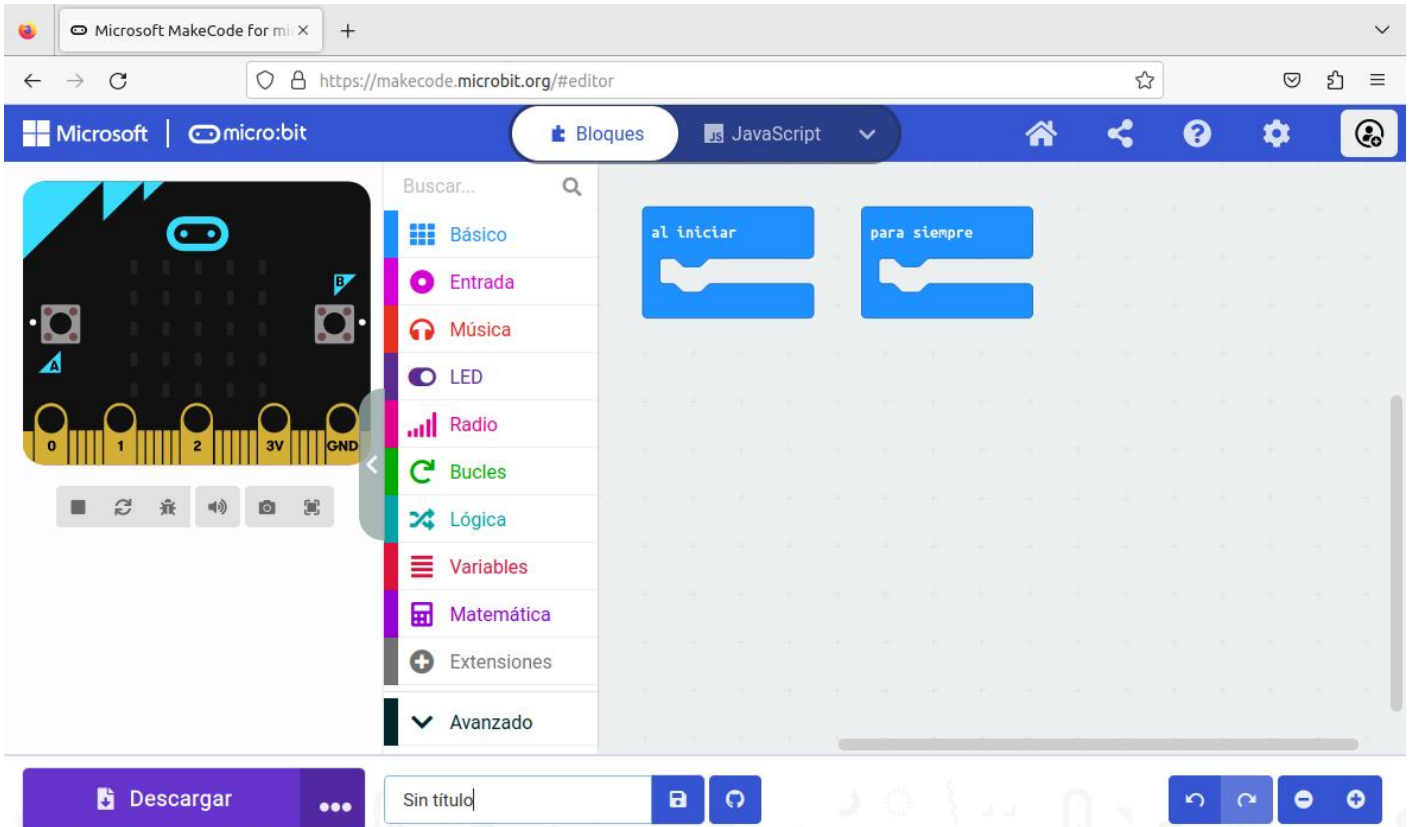 Microsoft MakeCode for mi
https://makecode.microbit.org/#editor
Microsoft micro:bit
Bloques
JS JavaScript
B
A
0 1 2 3V GND
Buscar...
Básico
Entrada
Música
LED
Radio
Bucles
Lógica
Variables
Matemática
Extensiones
Avanzado
al iniciar
para siempre
Descargar
Sin título